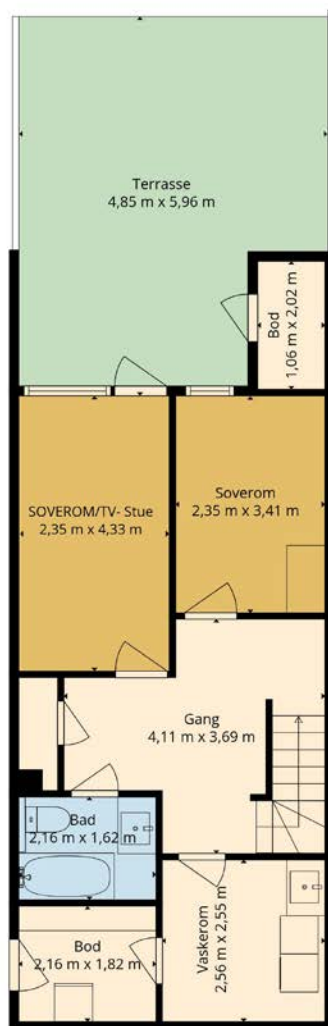 Terrasse
4,85 m x 5,96 m
Bod
1,06 m x 2,02 m
SOVEROM/TV- Stue
2,35 m x 4,33 m
Soverom
2,35 m x 3,41 m
Gang
4,11 m x 3,69 m
Bad
2,16 m x 1,62 m
Bod
2,16 m x 1,82 m
Vaskerom
2,56 m x 2,55 m